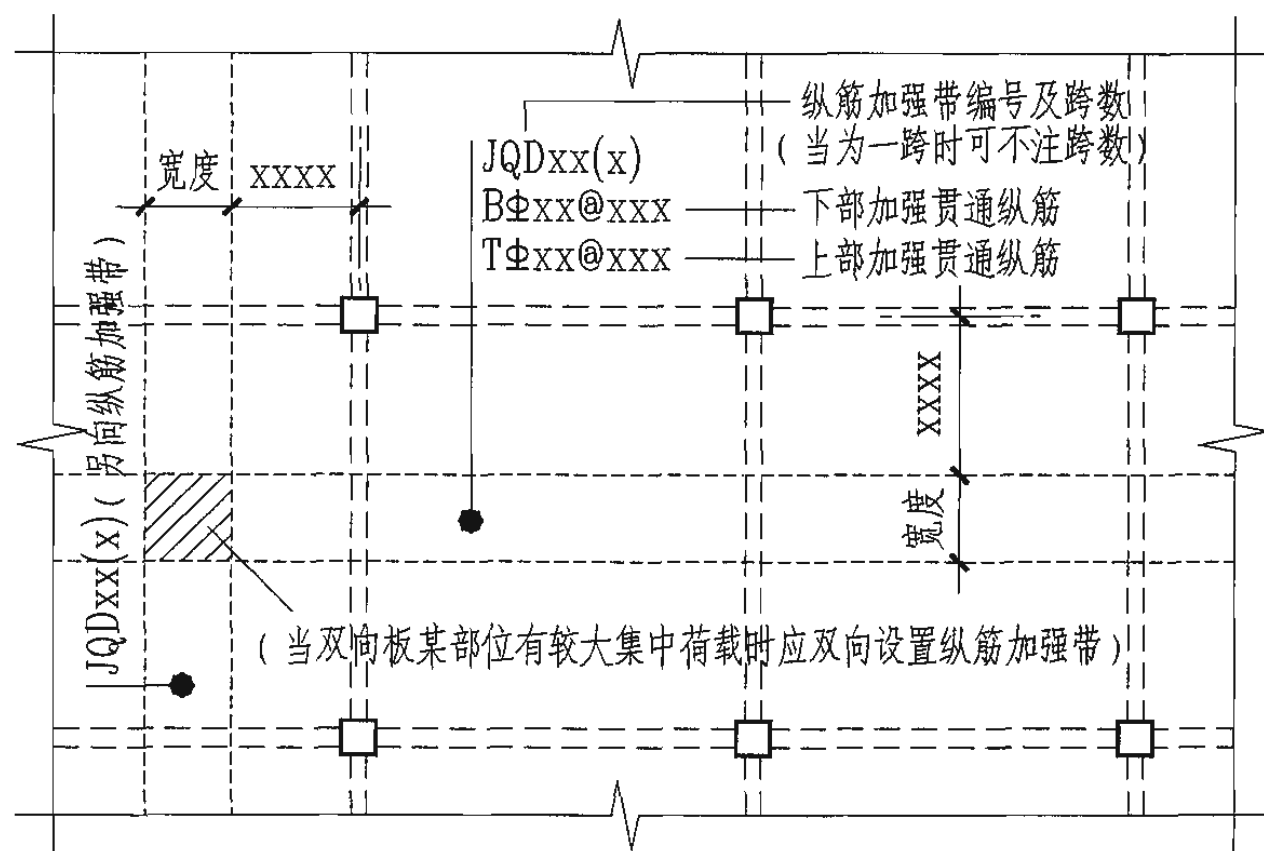 纵筋加强带编号及跨数
(当为一跨时可不注跨数)
JQDxx(x)
BΦxx@xxx
下部加强贯通纵筋
TΦxx@xxx
上部加强贯通纵筋
宽度
xxxx
JQDxx(x)(另向纵筋加强带)
xxxx
宽度
(当双向板某部位有较大集中荷载时应双向设置纵筋加强带)